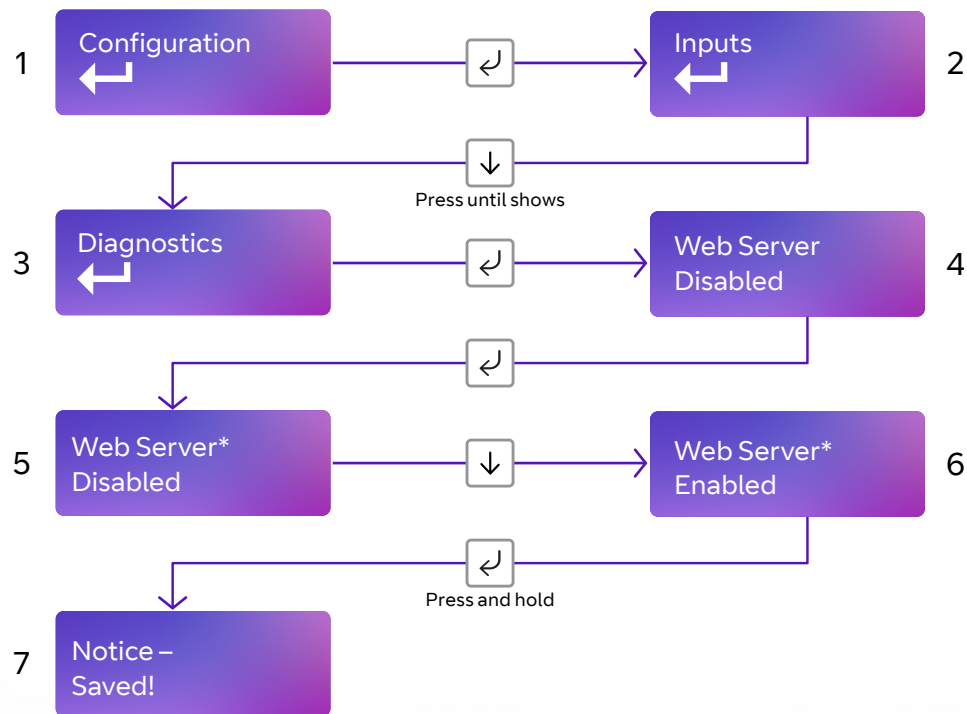 1
Configuration
Inputs
2
Press until shows
3
Diagnostics
Web Server
Disabled
4
5
Web Server*
Disabled
Web Server*
Enabled
6
Press and hold
7
Notice –
Saved!